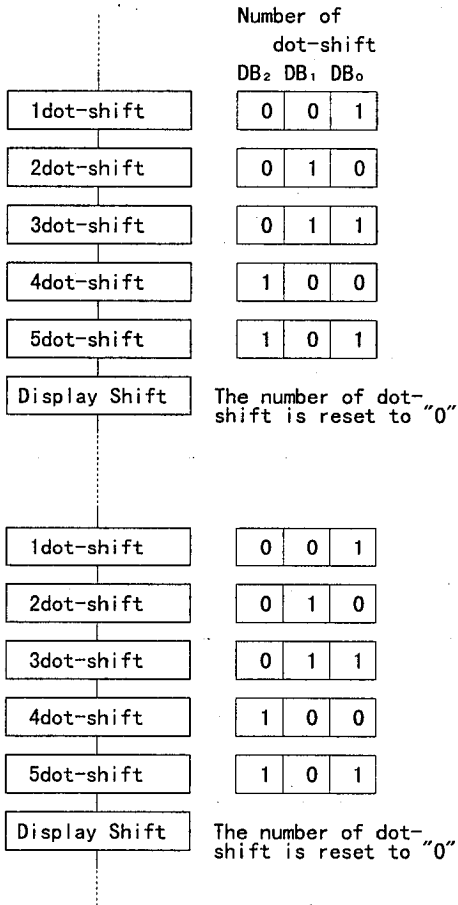 Number of
dot-shift
DB₂ DB₁ DB₀
1dot-shift 0 0 1
2dot-shift 0 1 0
3dot-shift 0 1 1
4dot-shift 1 0 0
5dot-shift 1 0 1
Display Shift The number of dot-
shift is reset to "0"
1dot-shift 0 0 1
2dot-shift 0 1 0
3dot-shift 0 1 1
4dot-shift 1 0 0
5dot-shift 1 0 1
Display Shift The number of dot-
shift is reset to "0"